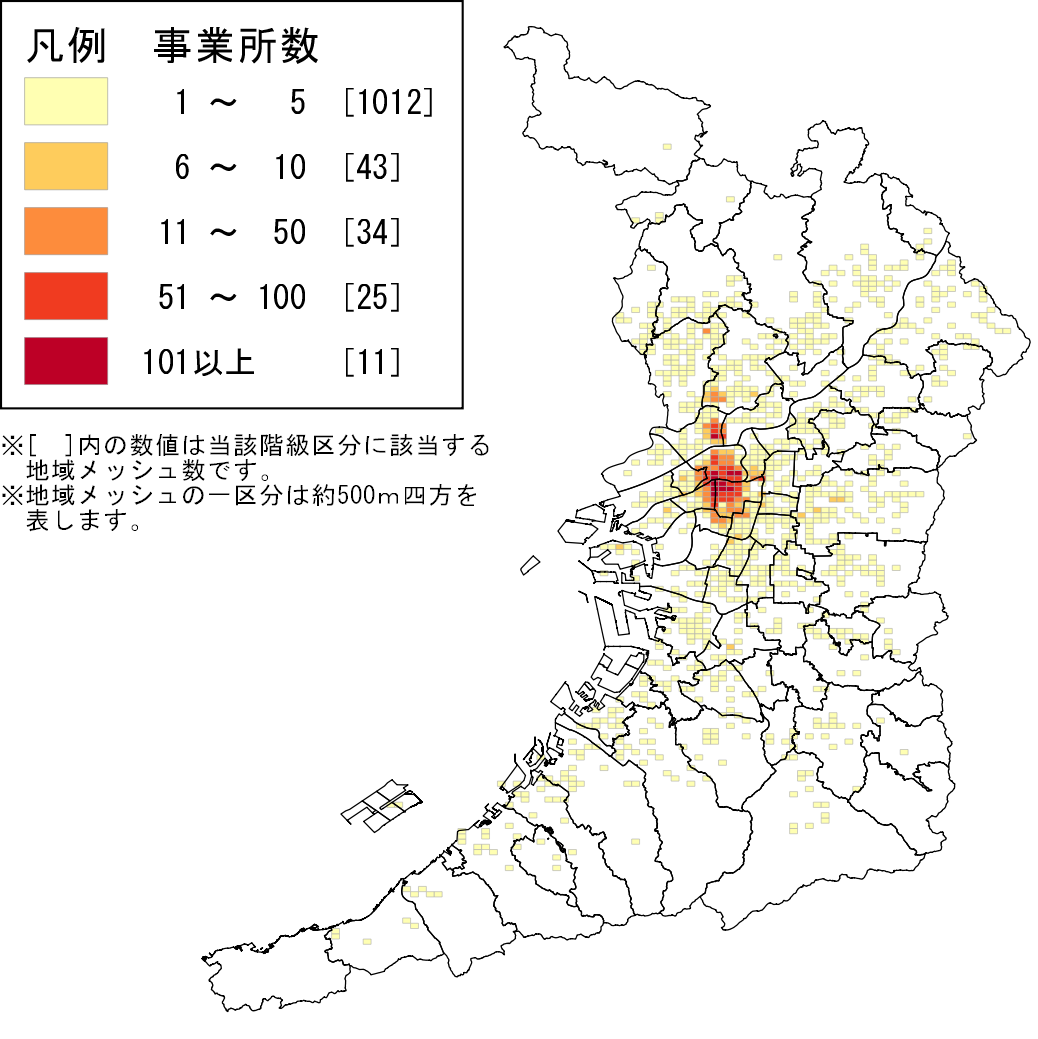 凡例 事業所数
1 ～ 5 [1012]
6 ～ 10 [43]
11 ～ 50 [34]
51 ～ 100 [25]
101以上 [11]
※[ ]内の数値は当該階級区分に該当する
地域メッシュ数です。
※地域メッシュの一区分は約500ｍ四方を
表します。